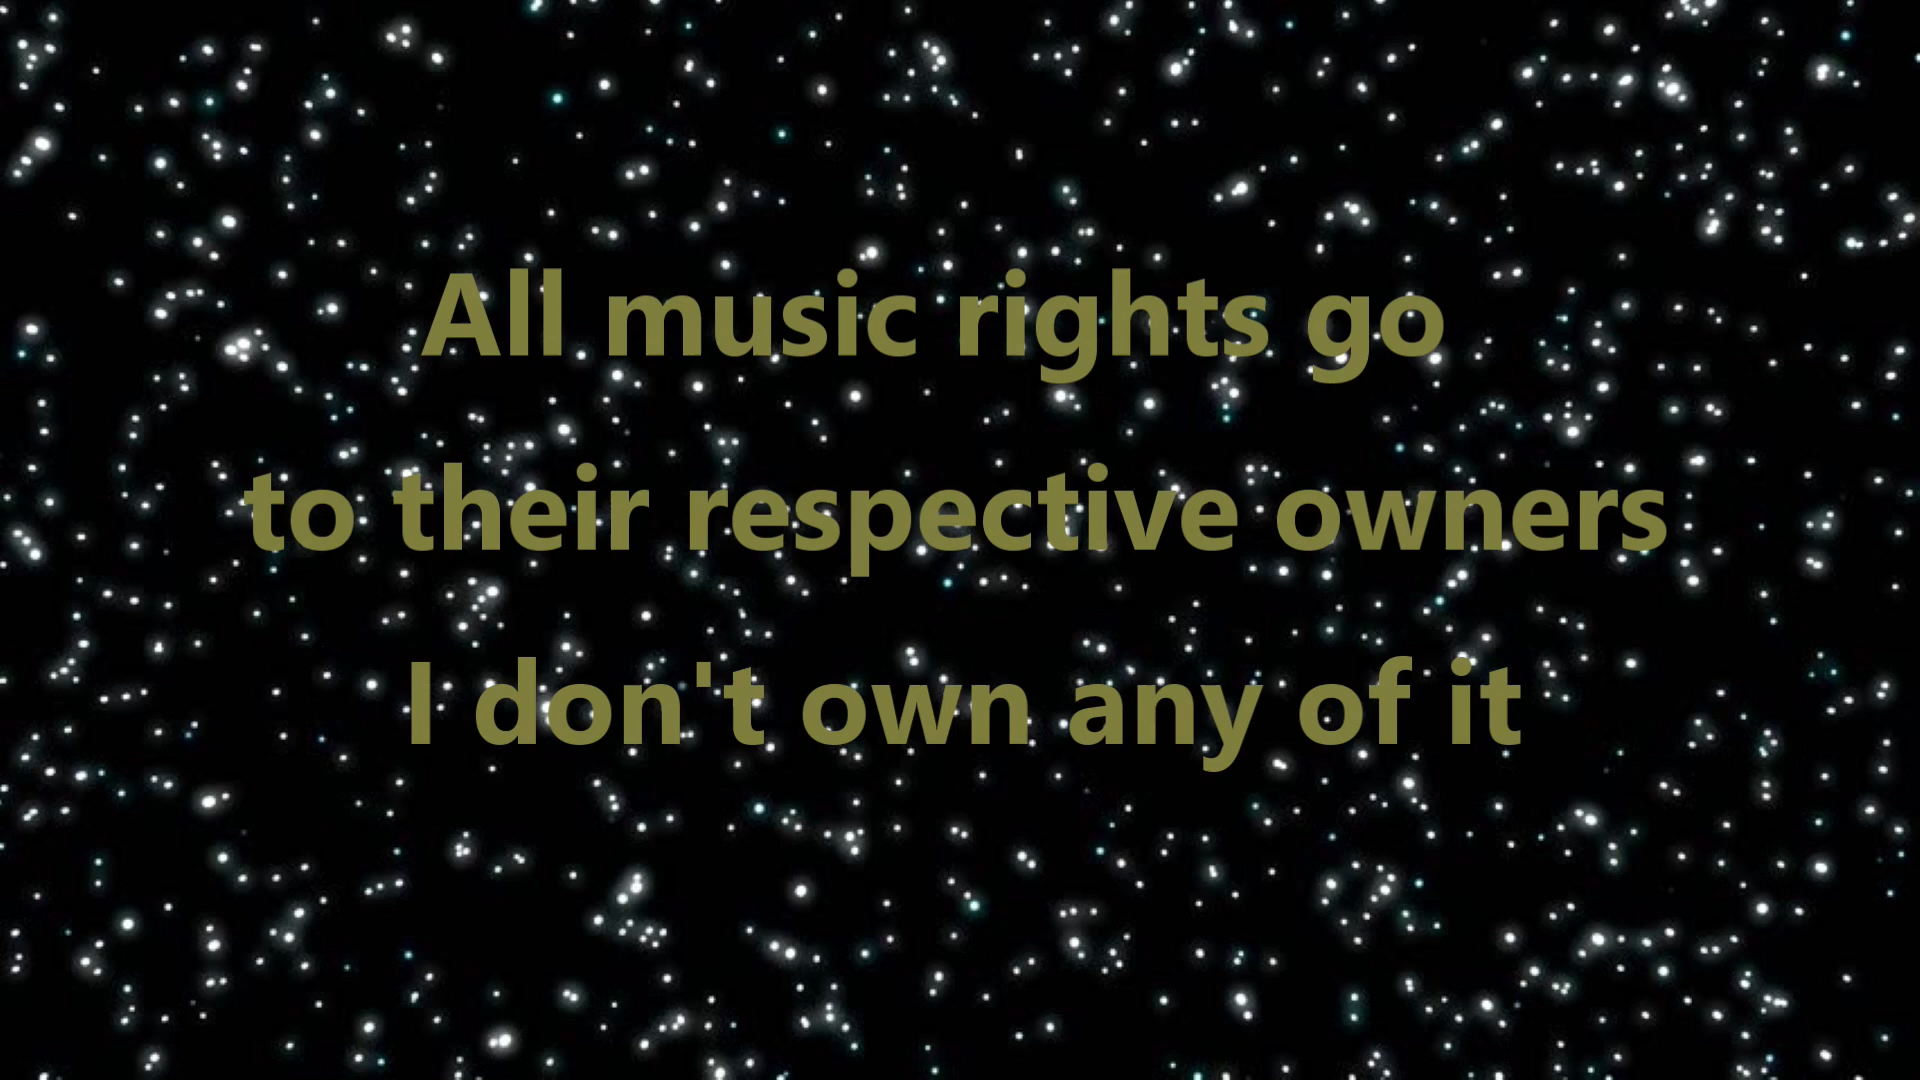 All music rights go
to their respective owners
I don't own any of it